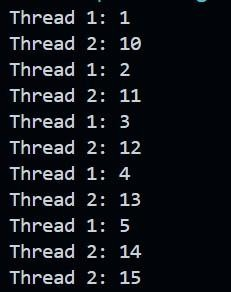 Thread 1: 1
Thread 2: 10
Thread 1: 2
Thread 2: 11
Thread 1: 3
Thread 2: 12
Thread 1: 4
Thread 2: 13
Thread 1: 5
Thread 2: 14
Thread 2: 15